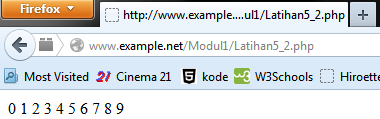 Firefox
http://www.example....ul1/Latihan5_2.php
www.example.net/Modul1/Latihan5_2.php
Most Visited Cinema 21 kode W3Schools Hiroette
0 1 2 3 4 5 6 7 8 9